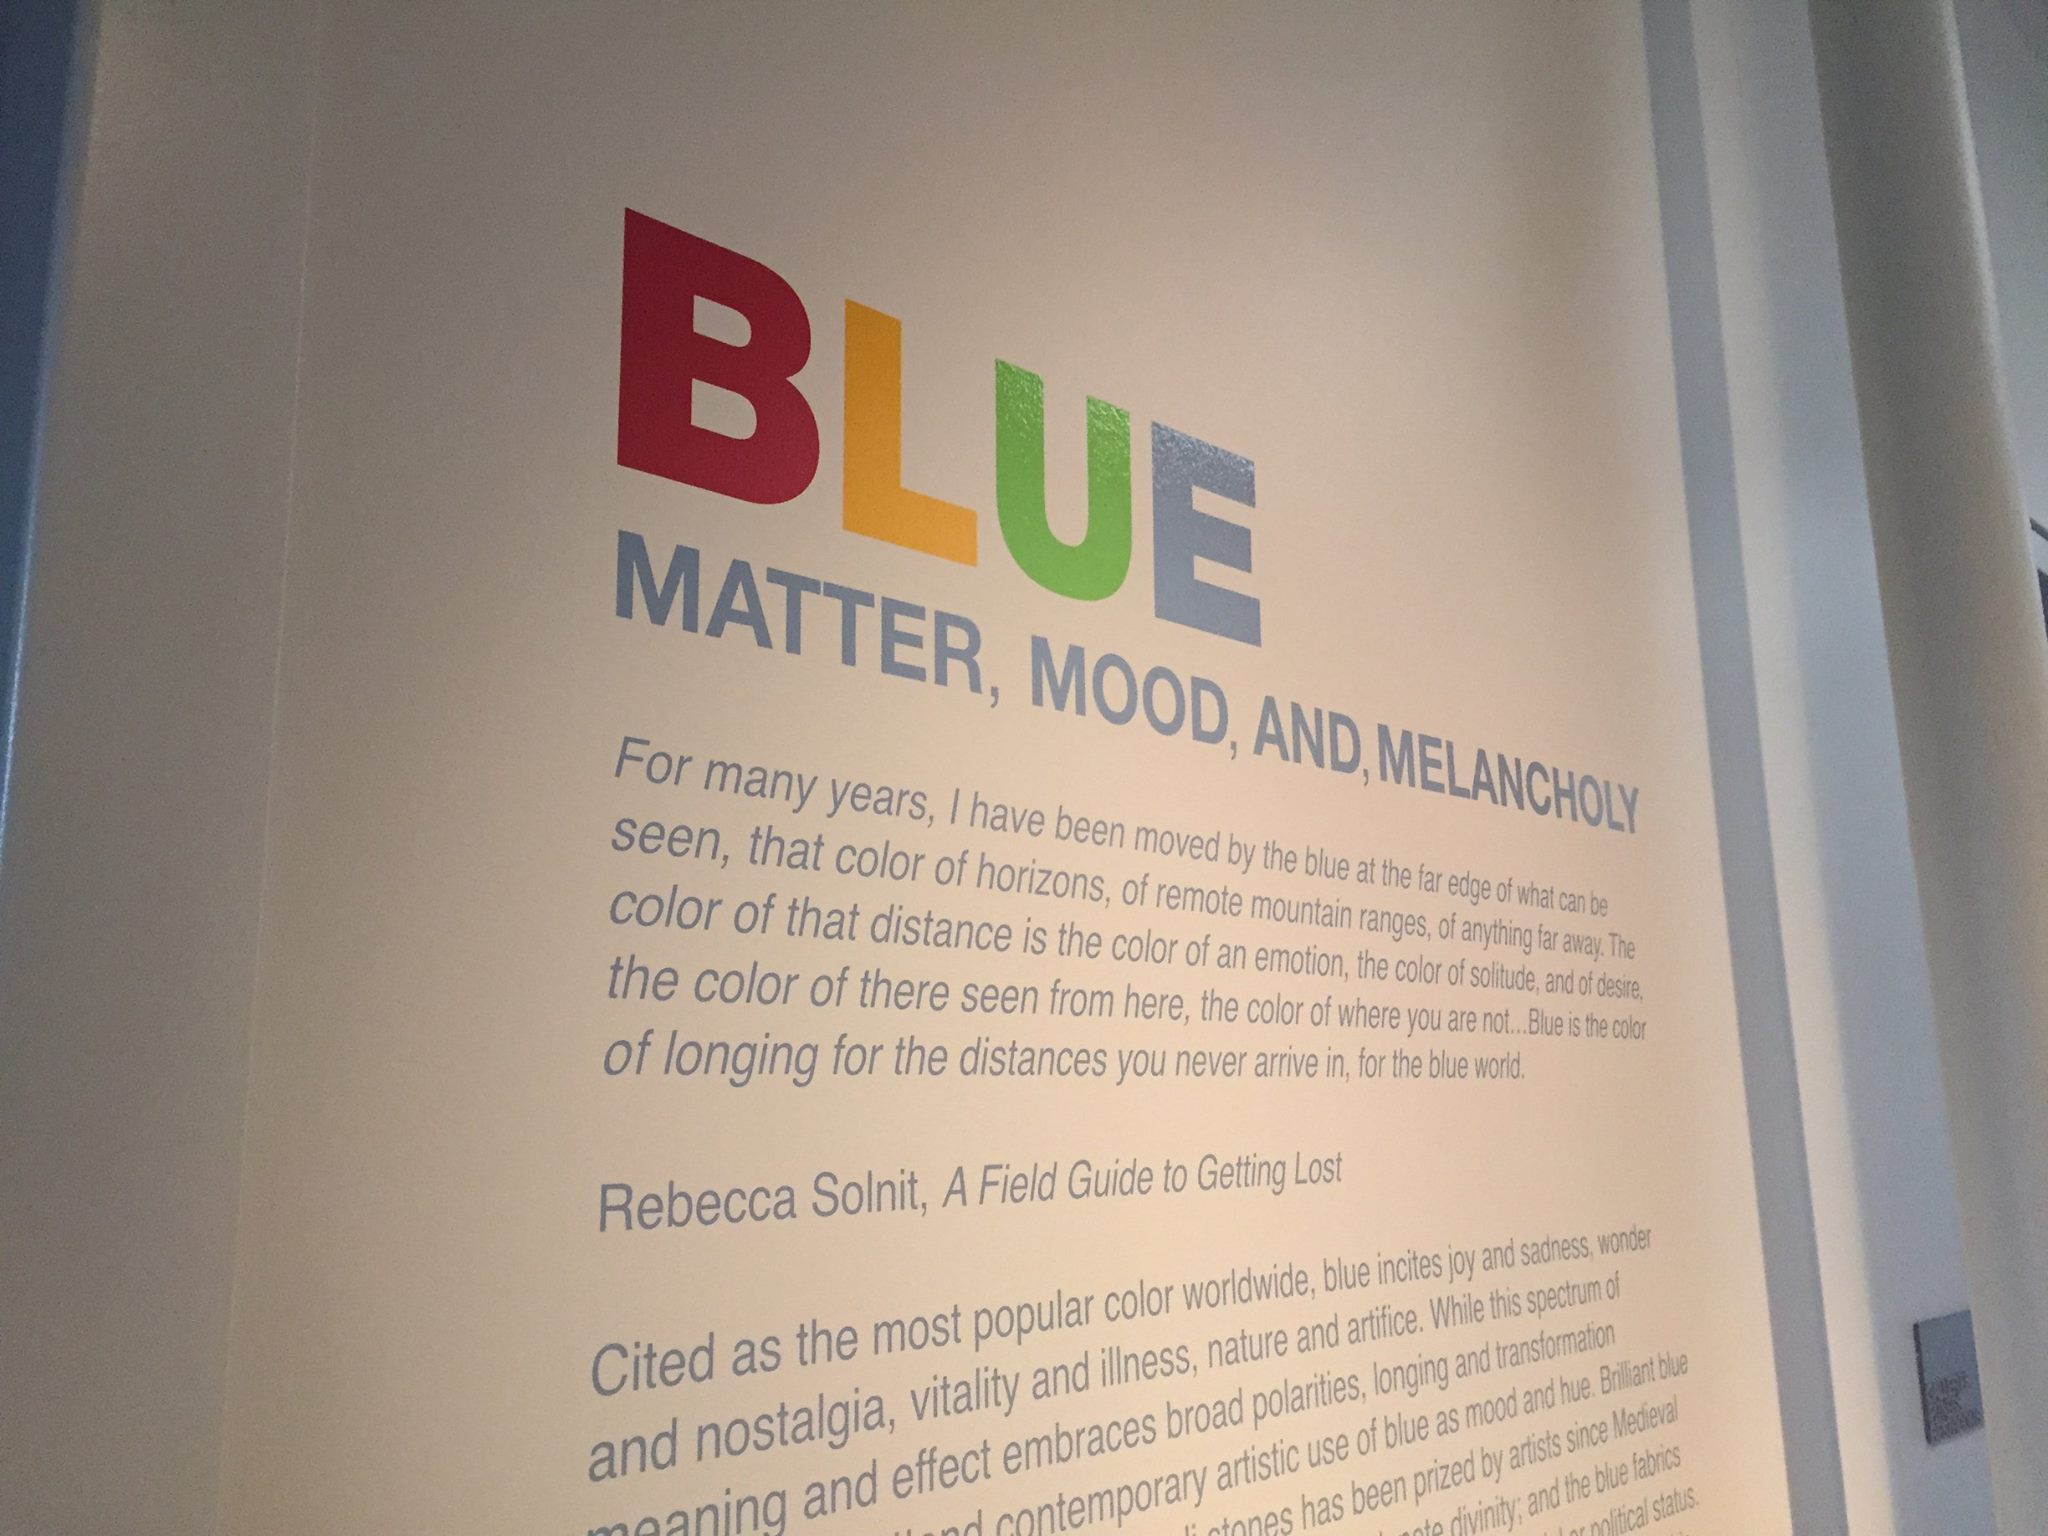 BLUE
MATTER, MOOD, AND, MELANCHOLY
For many years, I have been moved by the blue at the far edge of what can be
seen, that color of horizons, of remote mountain ranges, of anything far away. The
color of that distance is the color of an emotion, the color of solitude, and of desire,
the color of there seen from here, the color of where you are not...Blue is the color
of longing for the distances you never arrive in, for the blue world.
Rebecca Solnit, A Field Guide to Getting Lost
Cited as the most popular color worldwide, blue incites joy and sadness, wonder
and nostalgia, vitality and illness, nature and artifice. While this spectrum of
meaning and effect embraces broad polarities, longing and transformation
contemporary artistic use of blue as mood and hue. Brilliant blue
stones has been prized by artists since Medieval
divinity; and the blue fabrics
or political status.